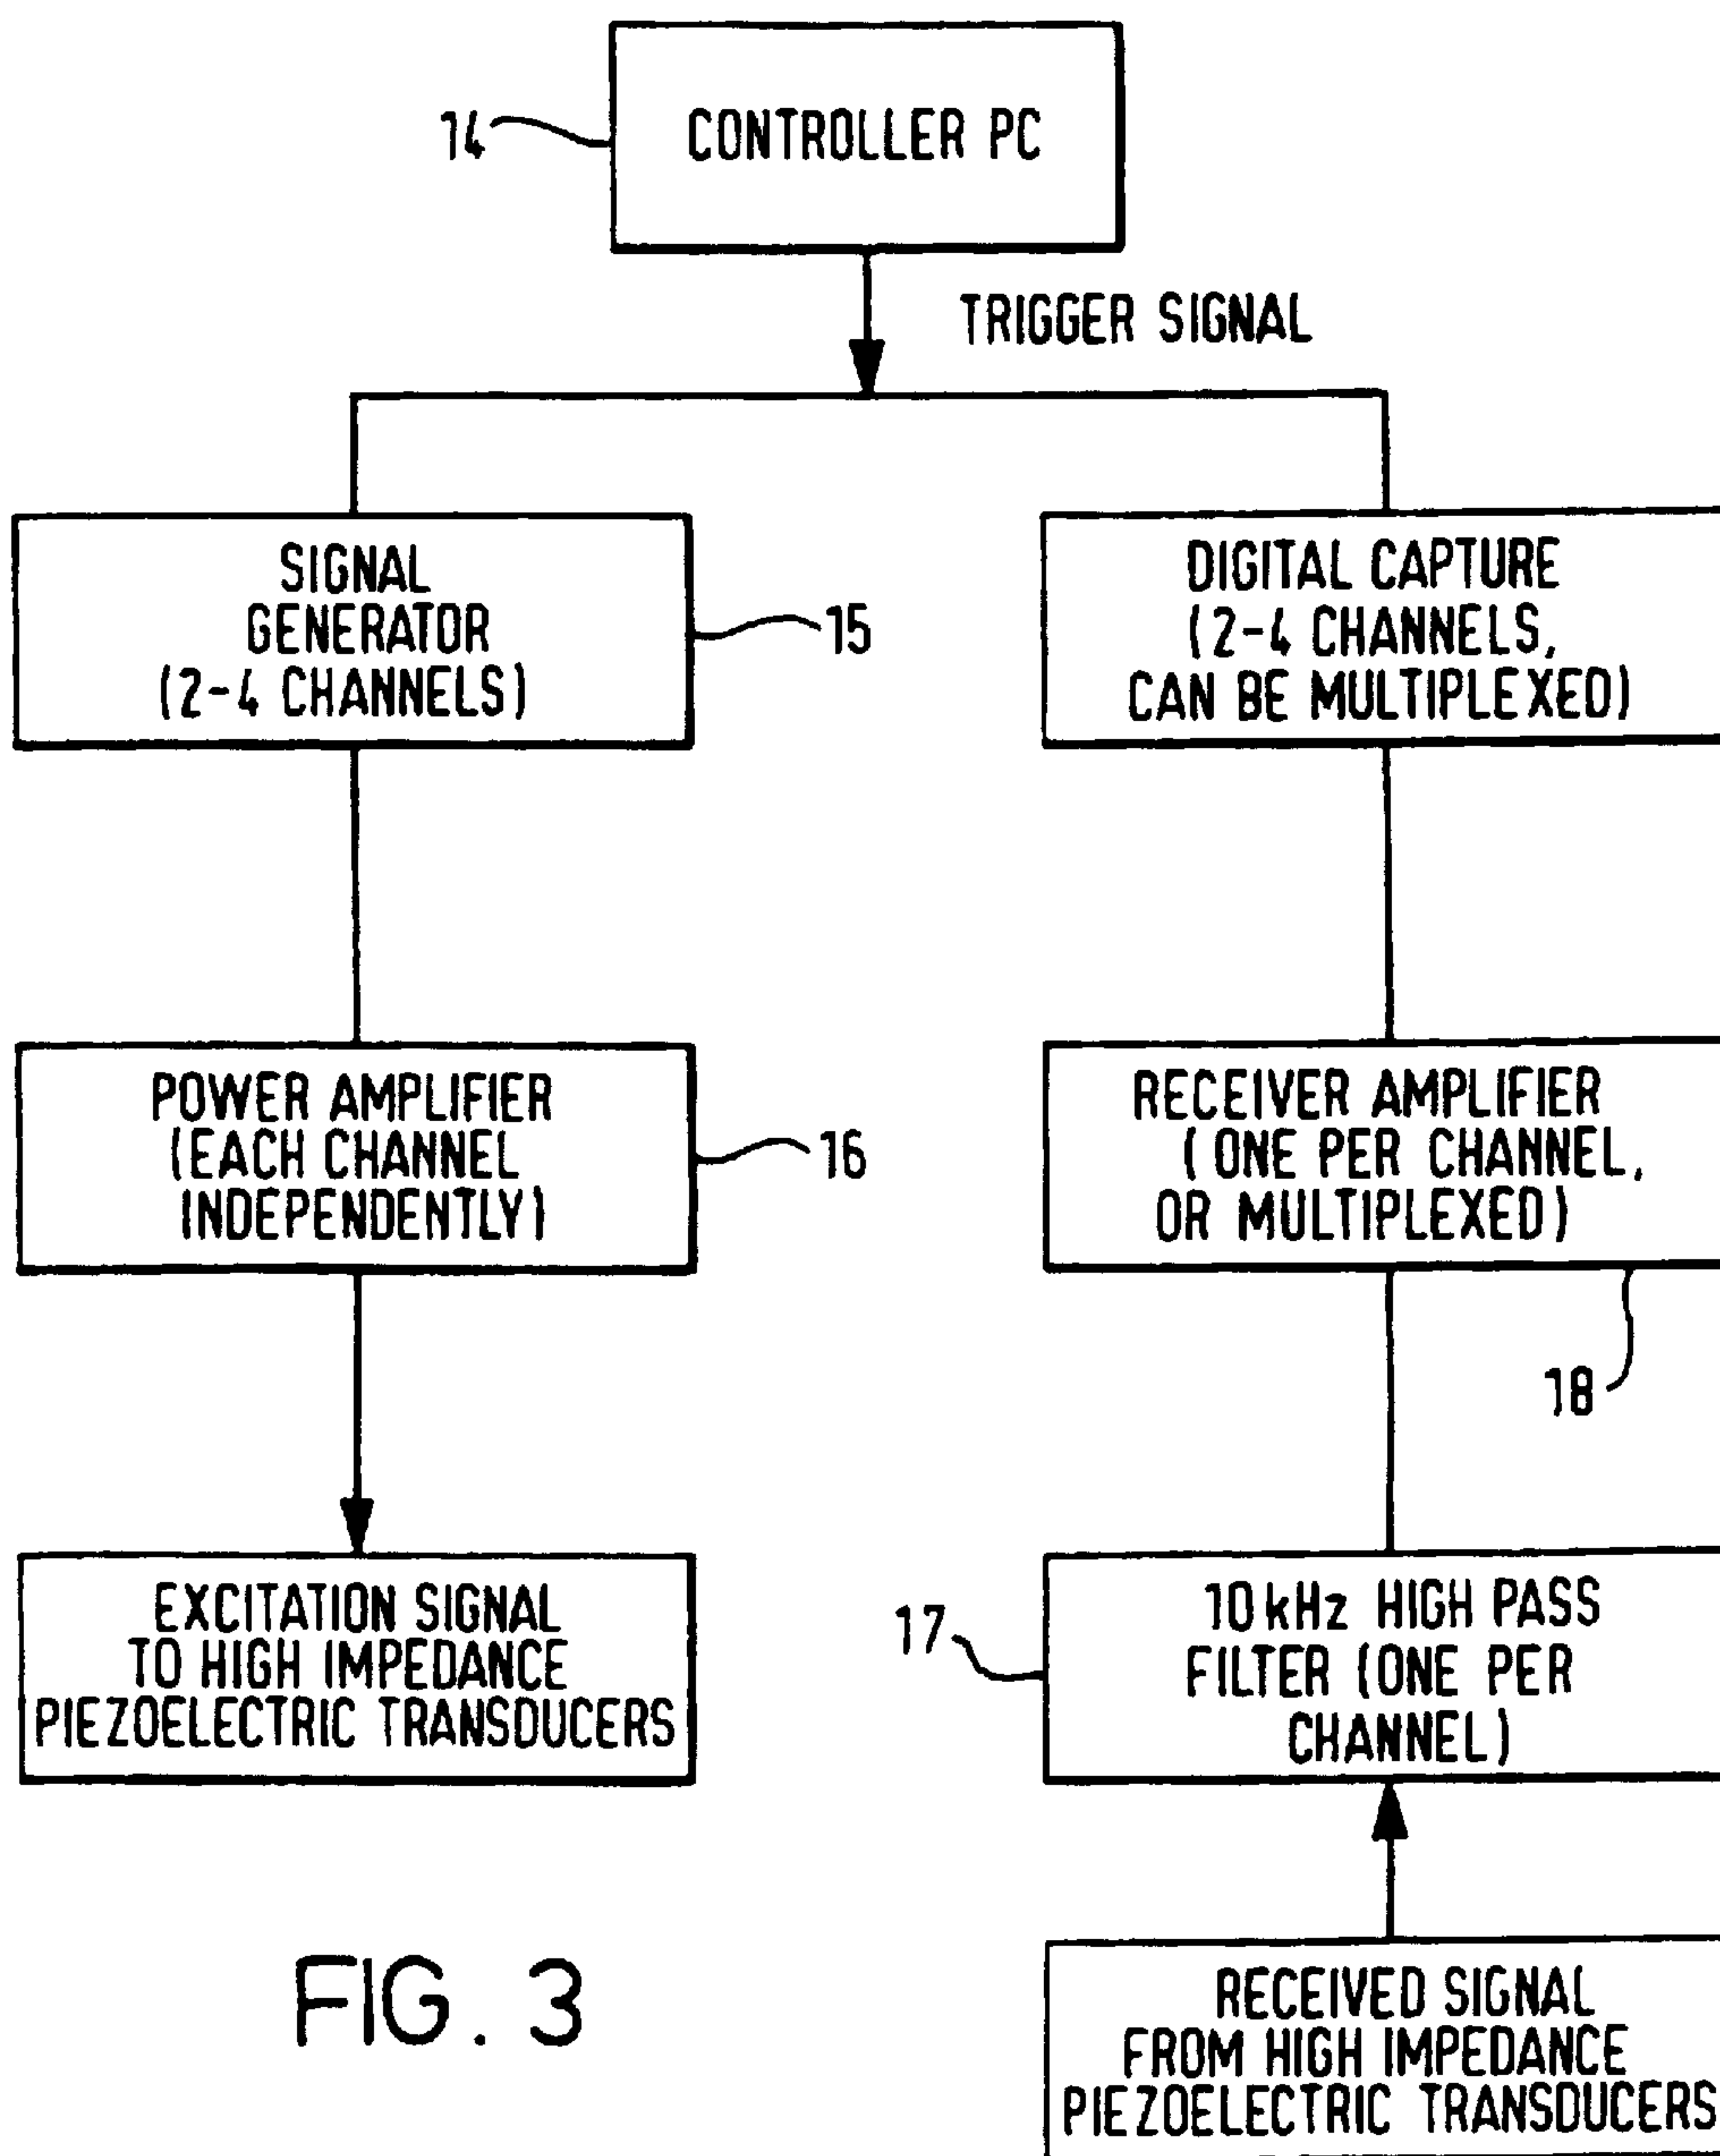 CONTROLLER PC
14
TRIGGER SIGNAL
SIGNAL
GENERATOR
(2-4 CHANNELS)
15
DIGITAL CAPTURE
(2-4 CHANNELS,
CAN BE MULTIPLEXED)
POWER AMPLIFIER
(EACH CHANNEL
INDEPENDENTLY)
16
RECEIVER AMPLIFIER
(ONE PER CHANNEL,
OR MULTIPLEXED)
18
EXCITATION SIGNAL
TO HIGH IMPEDANCE
PIEZOELECTRIC TRANSDUCERS
17
10 kHz HIGH PASS
FILTER (ONE PER
CHANNEL)
RECEIVED SIGNAL
FROM HIGH IMPEDANCE
PIEZOELECTRIC TRANSDUCERS
FIG. 3